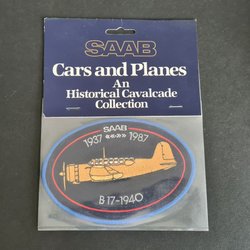 SAAB
Cars and Planes
An
Historical Cavalcade
Collection
SAAB
1937 «« »» 1987
B 17-1940